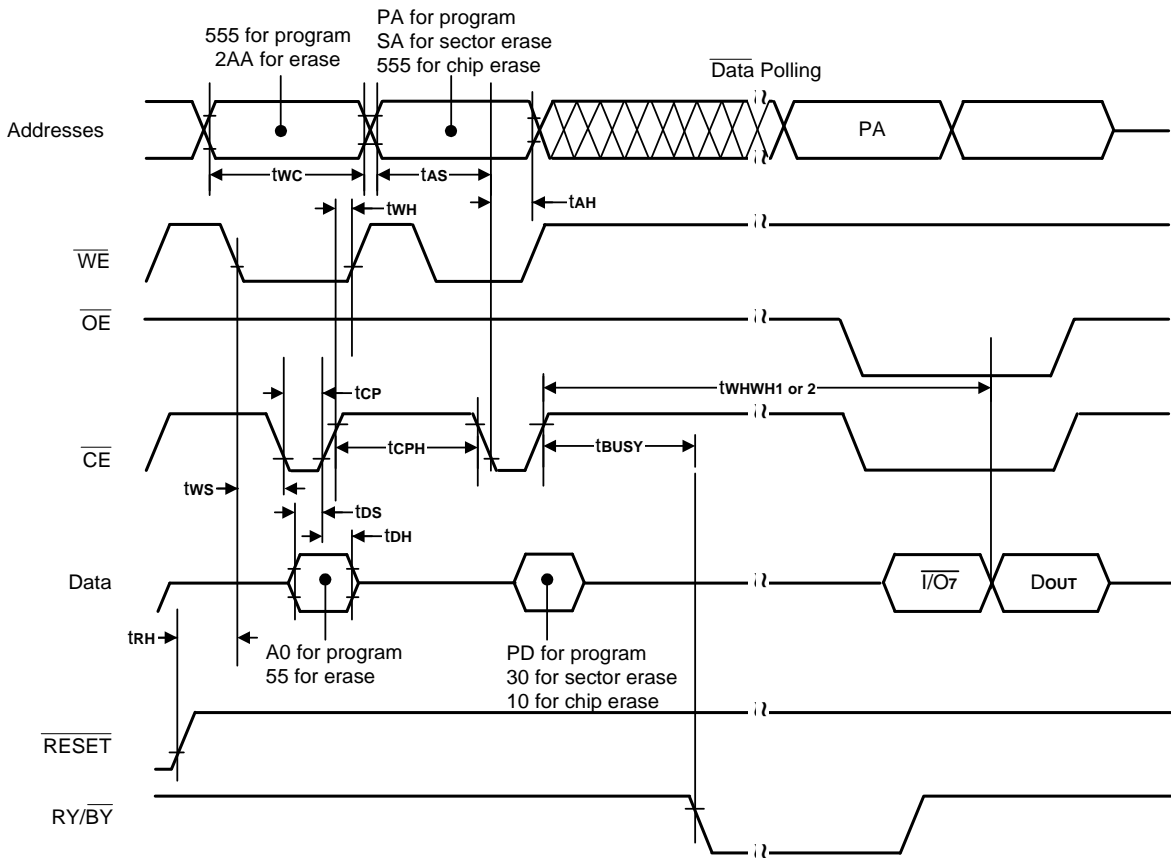 555 for program
2AA for erase
PA for program
SA for sector erase
555 for chip erase
Data Polling
Addresses
PA
tWC
tAS
tAH
tWH
WE
OE
tWHWH1 or 2
tCP
tCPH
tBUSY
CE
tWS
tDS
tDH
Data
I/O7
DOUT
tRH
A0 for program
55 for erase
PD for program
30 for sector erase
10 for chip erase
RESET
RY/BY